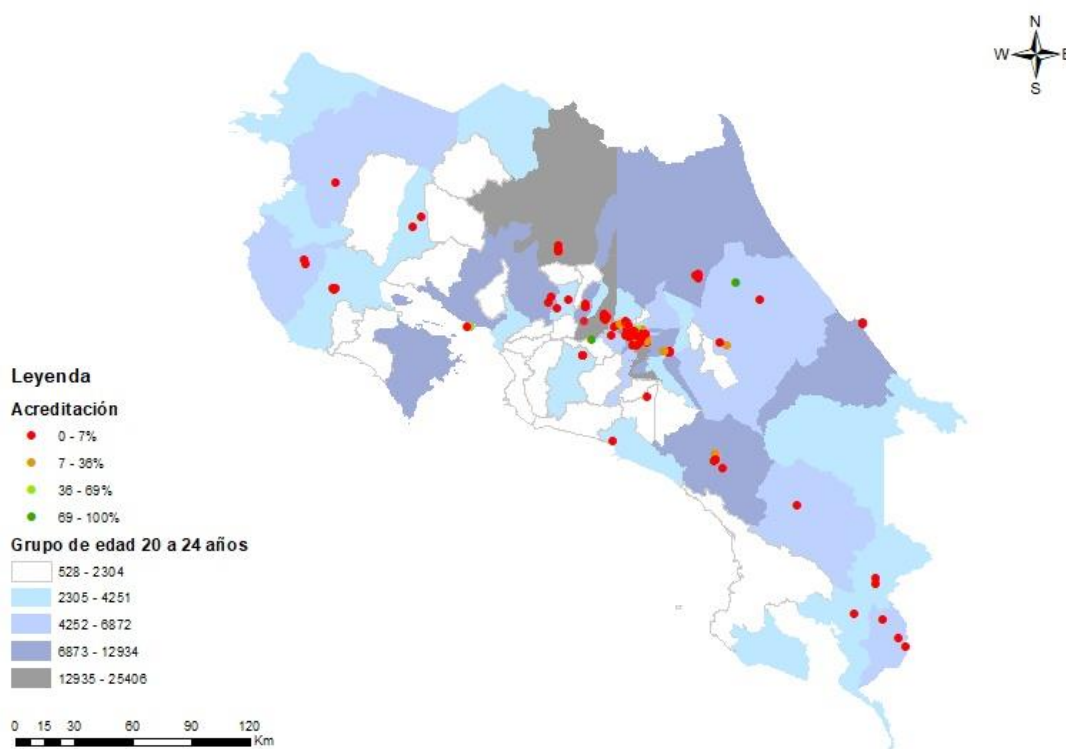 N
W E
S
Leyenda
Acreditación
0 - 7%
7 - 36%
36 - 69%
69 - 100%
Grupo de edad 20 a 24 años
528 - 2304
2305 - 4251
4252 - 6872
6873 - 12934
12935 - 25406
0 15 30 60 90 120
Km